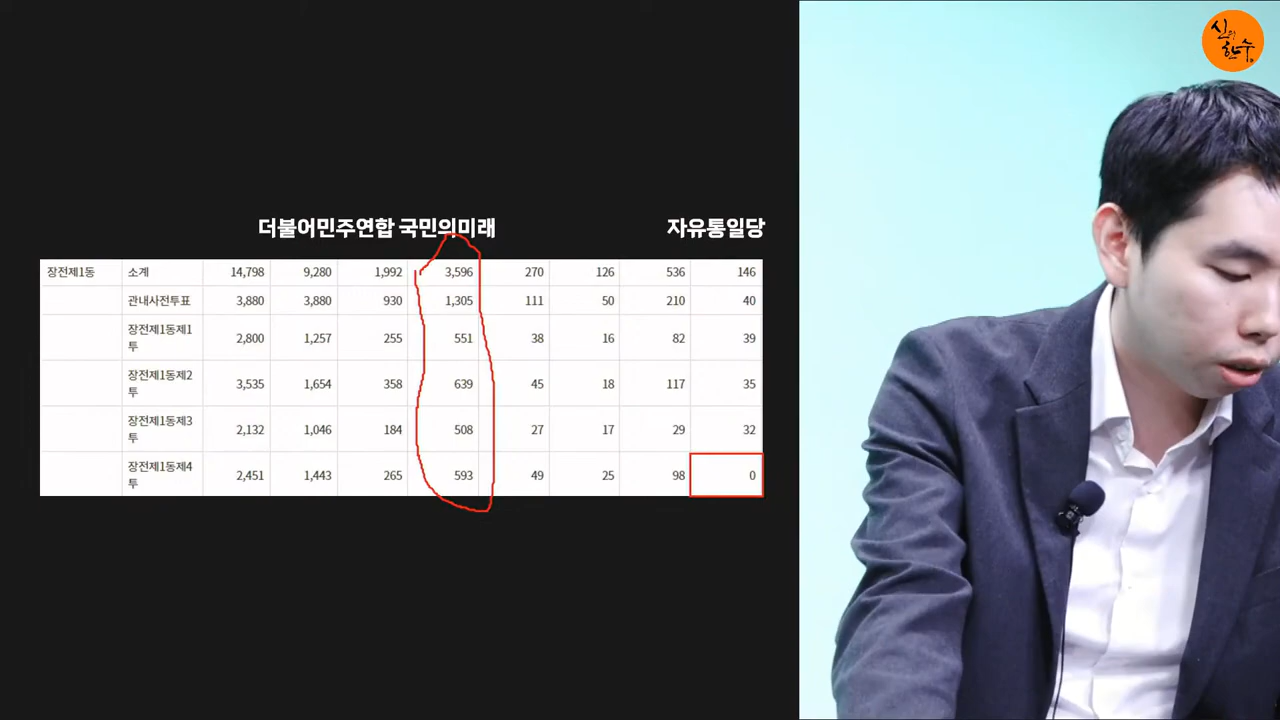 신의
한수
더불어민주연합 국민의미래 자유통일당
장전제1동 소계 14,798 9,280 1,992 3,596 270 126 536 146
관내사전투표 3,880 3,880 930 1,305 111 50 210 40
장전제1동제1
투 2,800 1,257 255 551 38 16 82 39
장전제1동제2
투 3,535 1,654 358 639 45 18 117 35
장전제1동제3
투 2,132 1,046 184 508 27 17 29 32
장전제1동제4
투 2,451 1,443 265 593 49 25 98 0